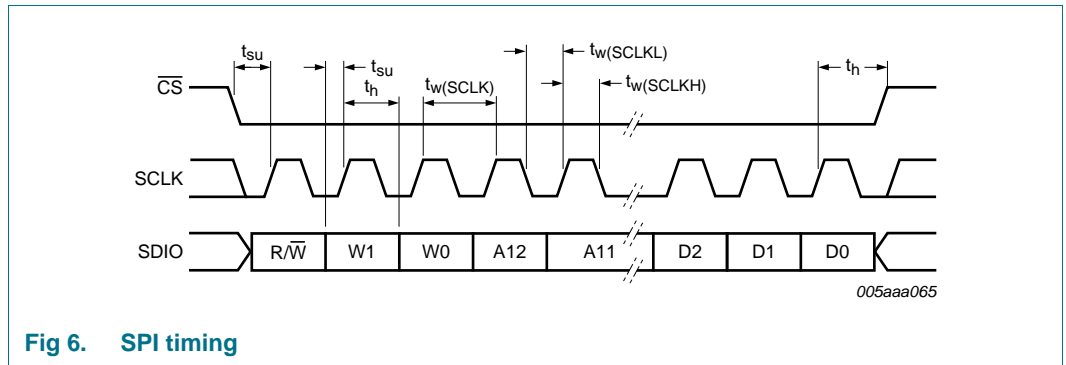 tsu
tsu
th
tw(SCLK)
tw(SCLKL)
tw(SCLKH)
th
CS
SCLK
SDIO
R/W W1 W0 A12 A11 D2 D1 D0
005aaa065
Fig 6. SPI timing